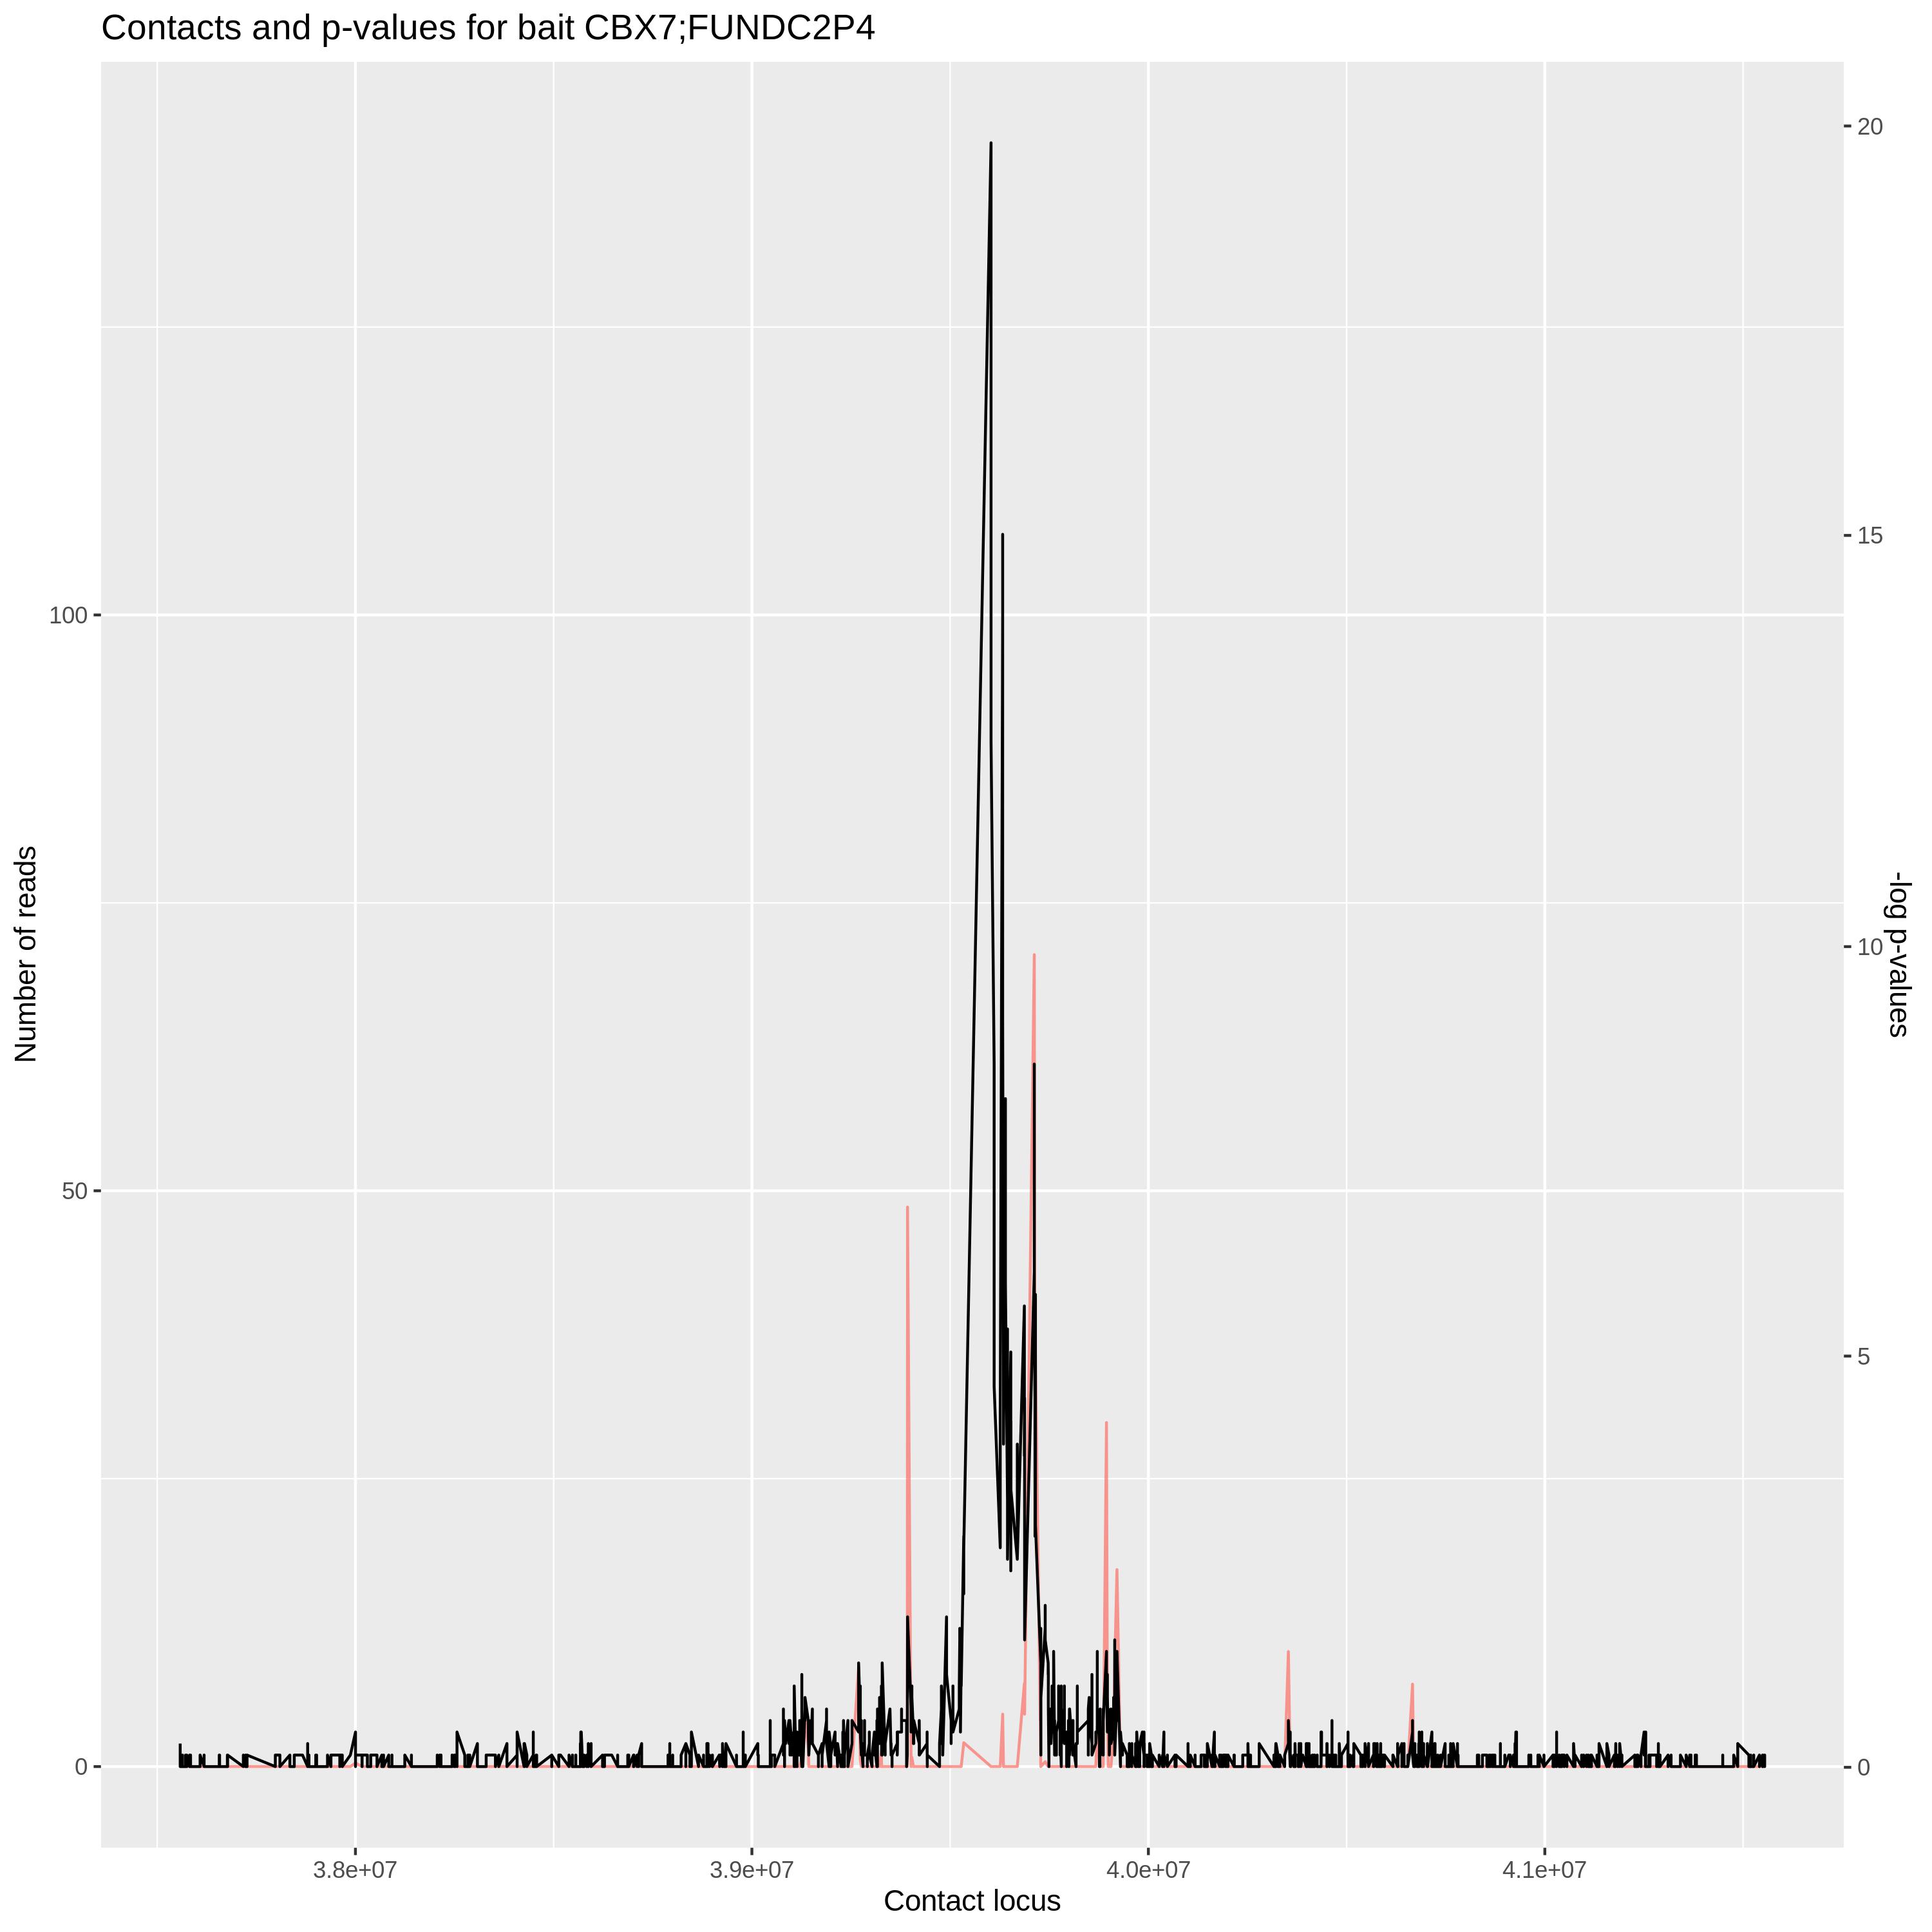 Contacts and p-values for bait CBX7;FUNDC2P4
Number of reads
100
50
0
20
15
10
5
0
-log p-values
3.8e+07
3.9e+07
4.0e+07
4.1e+07
Contact locus